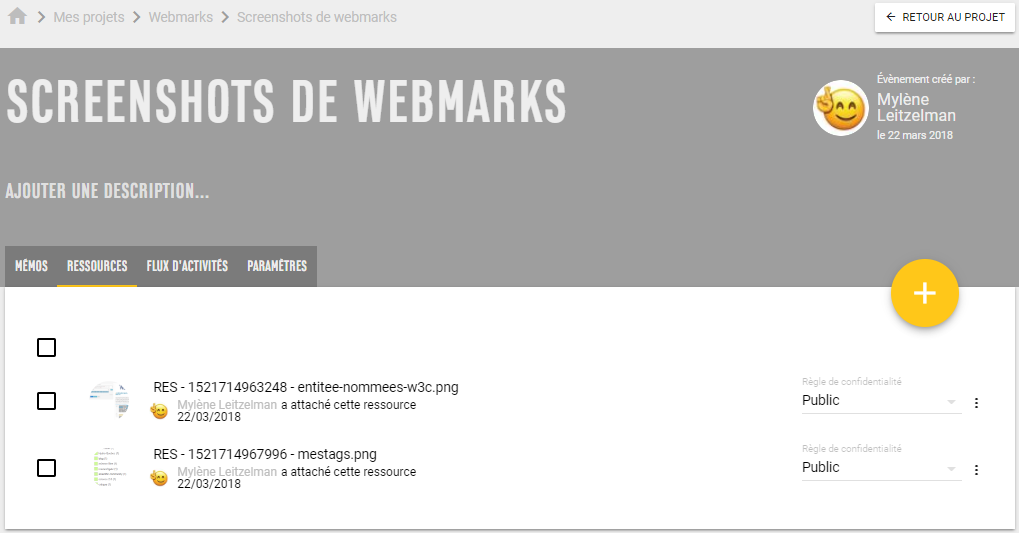 Mes projets Webmarks Screenshots de webmarks
RETOUR AU PROJET
SCREENSHOTS DE WEBMARKS
Évènement créé par :
Mylène
Leitzelman
le 22 mars 2018
AJOUTER UNE DESCRIPTION...
MÉMOS RESSOURCES FLUX D'ACTIVITÉS PARAMÈTRES
RES - 1521714963248 - entitee-nommees-w3c.png
Mylène Leitzelman a attaché cette ressource
22/03/2018
Règle de confidentialité
Public
RES - 1521714967996 - mestags.png
Mylène Leitzelman a attaché cette ressource
22/03/2018
Règle de confidentialité
Public